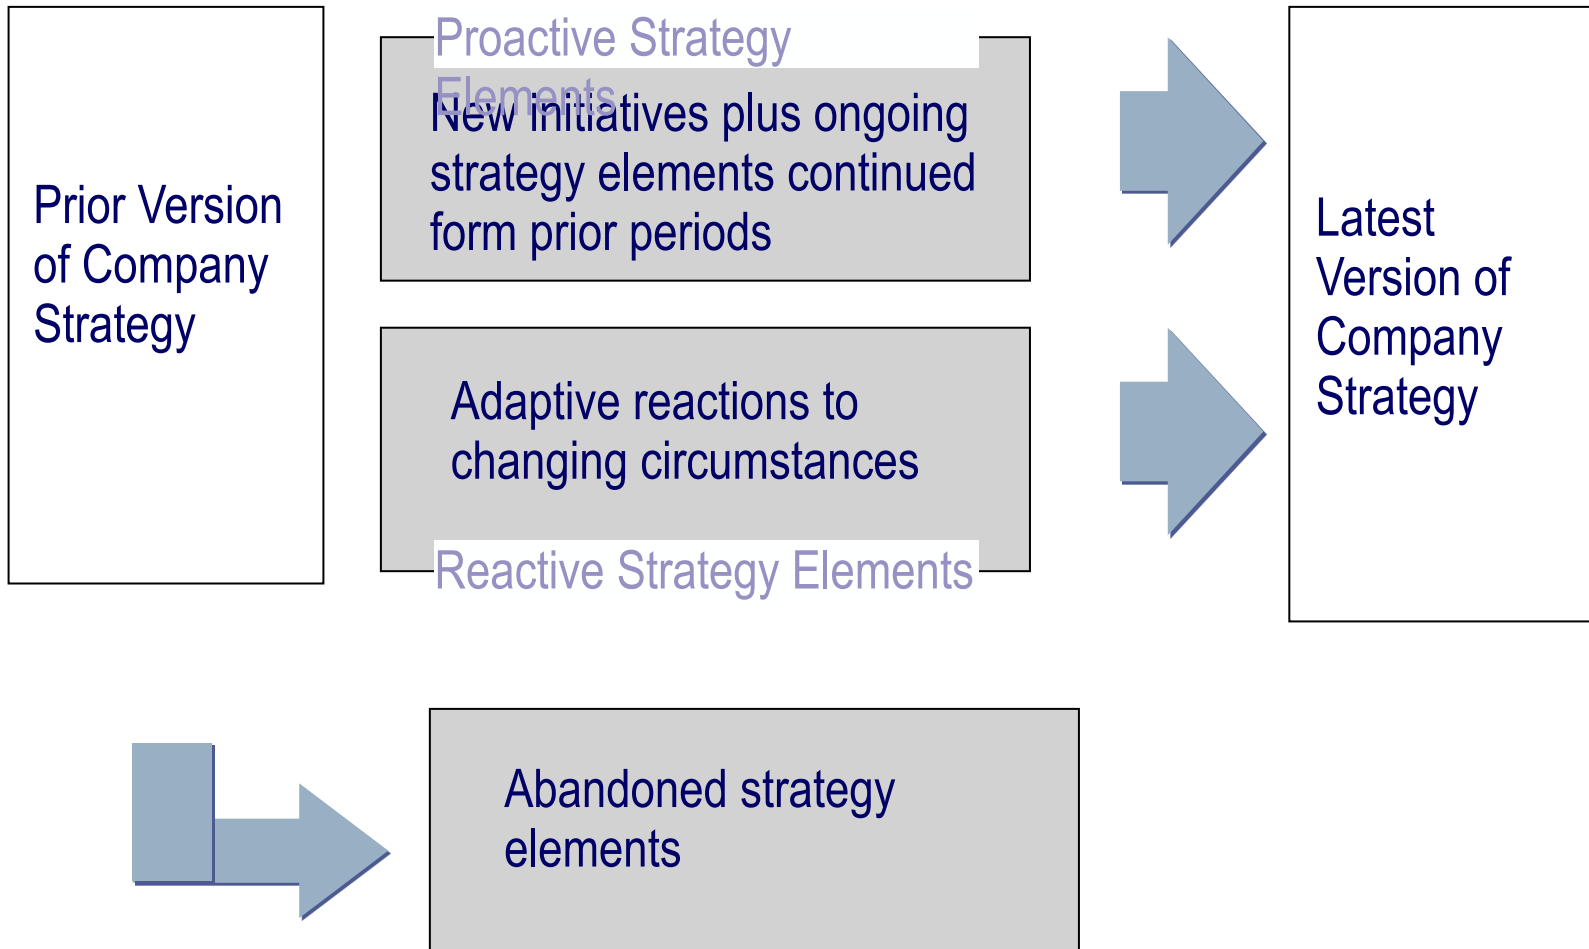 Prior Version
of Company
Strategy
Proactive Strategy
Elements
New initiatives plus ongoing
strategy elements continued
form prior periods
Adaptive reactions to
changing circumstances
Reactive Strategy Elements
Latest
Version of
Company
Strategy
Abandoned strategy
elements